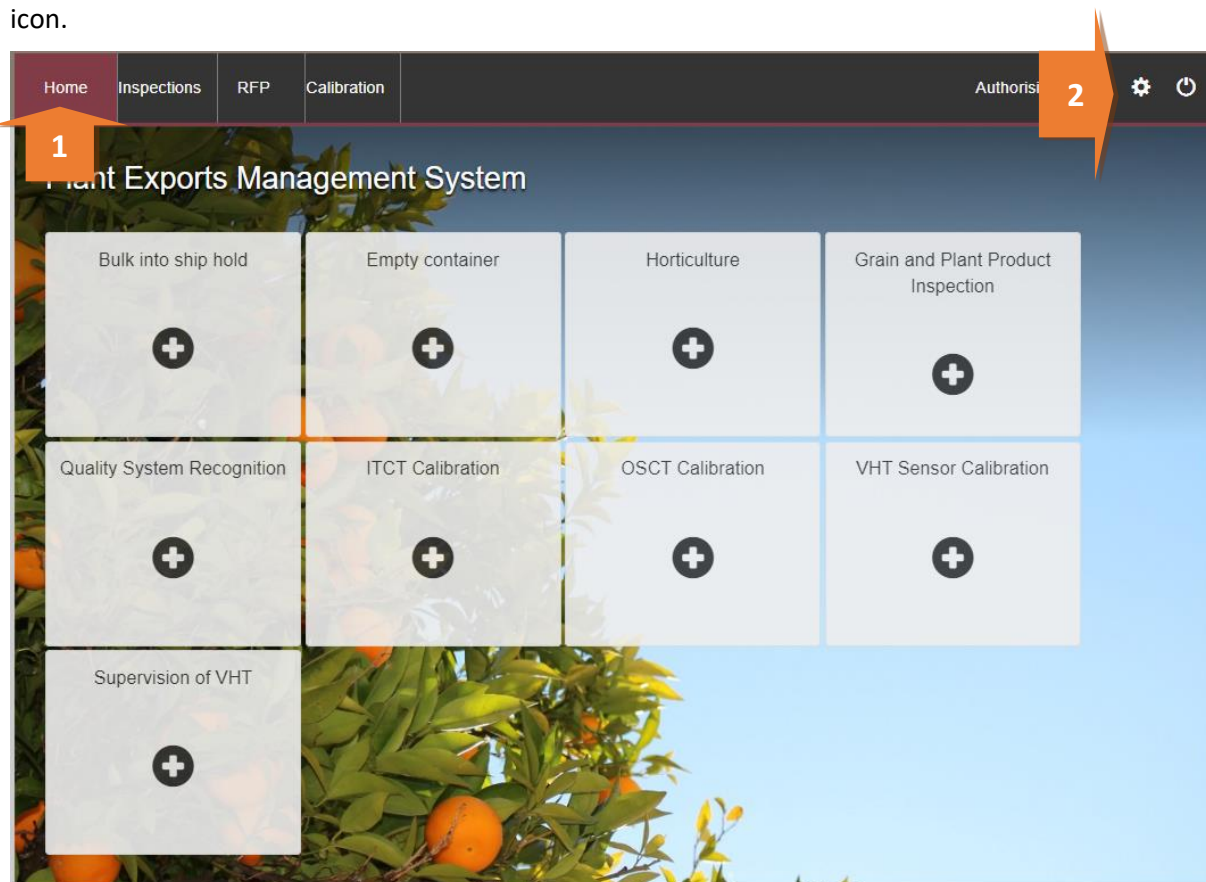 icon.
Home Inspections RFP Calibration Authorisi 2
1
Plant Exports Management System
Bulk into ship hold Empty container Horticulture Grain and Plant Product
Inspection
Quality System Recognition ITCT Calibration OSCT Calibration VHT Sensor Calibration
Supervision of VHT